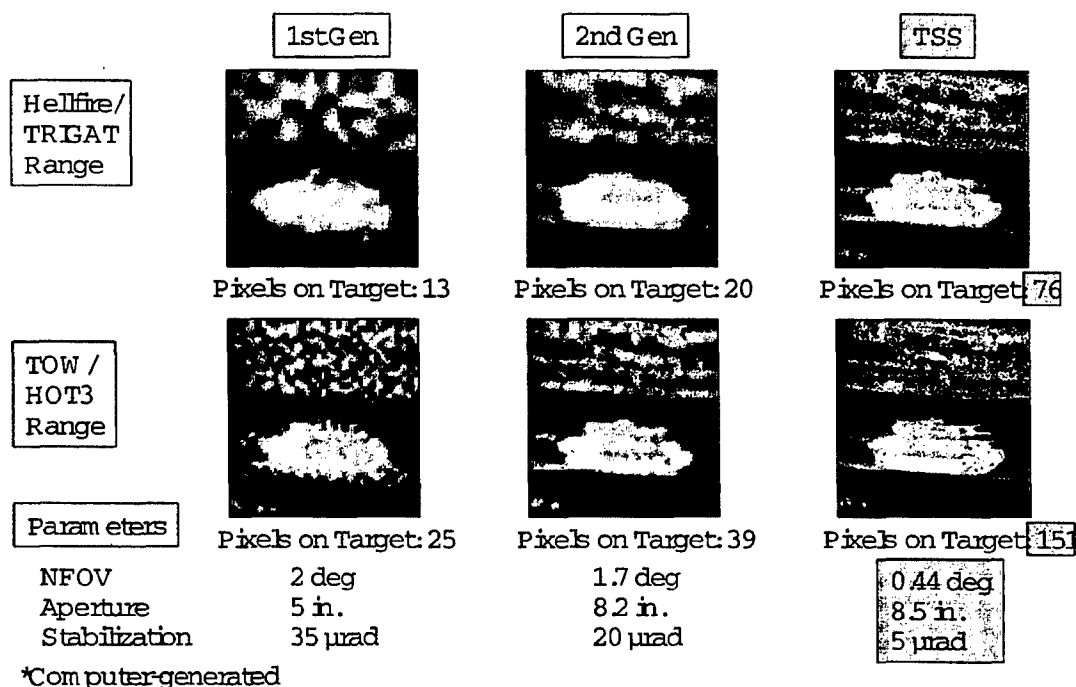 1st Gen
2nd Gen
TSS
Hellfire/
TRIGAT
Range
Pixels on Target: 13
Pixels on Target: 20
Pixels on Target: 76
TOW /
HOT3
Range
Pixels on Target: 25
Pixels on Target: 39
Pixels on Target: 151
Parameters
NFOV 2 deg 1.7 deg 0.44 deg
Aperture 5 in. 8.2 in. 8.5 in.
Stabilization 35 µrad 20 µrad 5 µrad
*Computer-generated